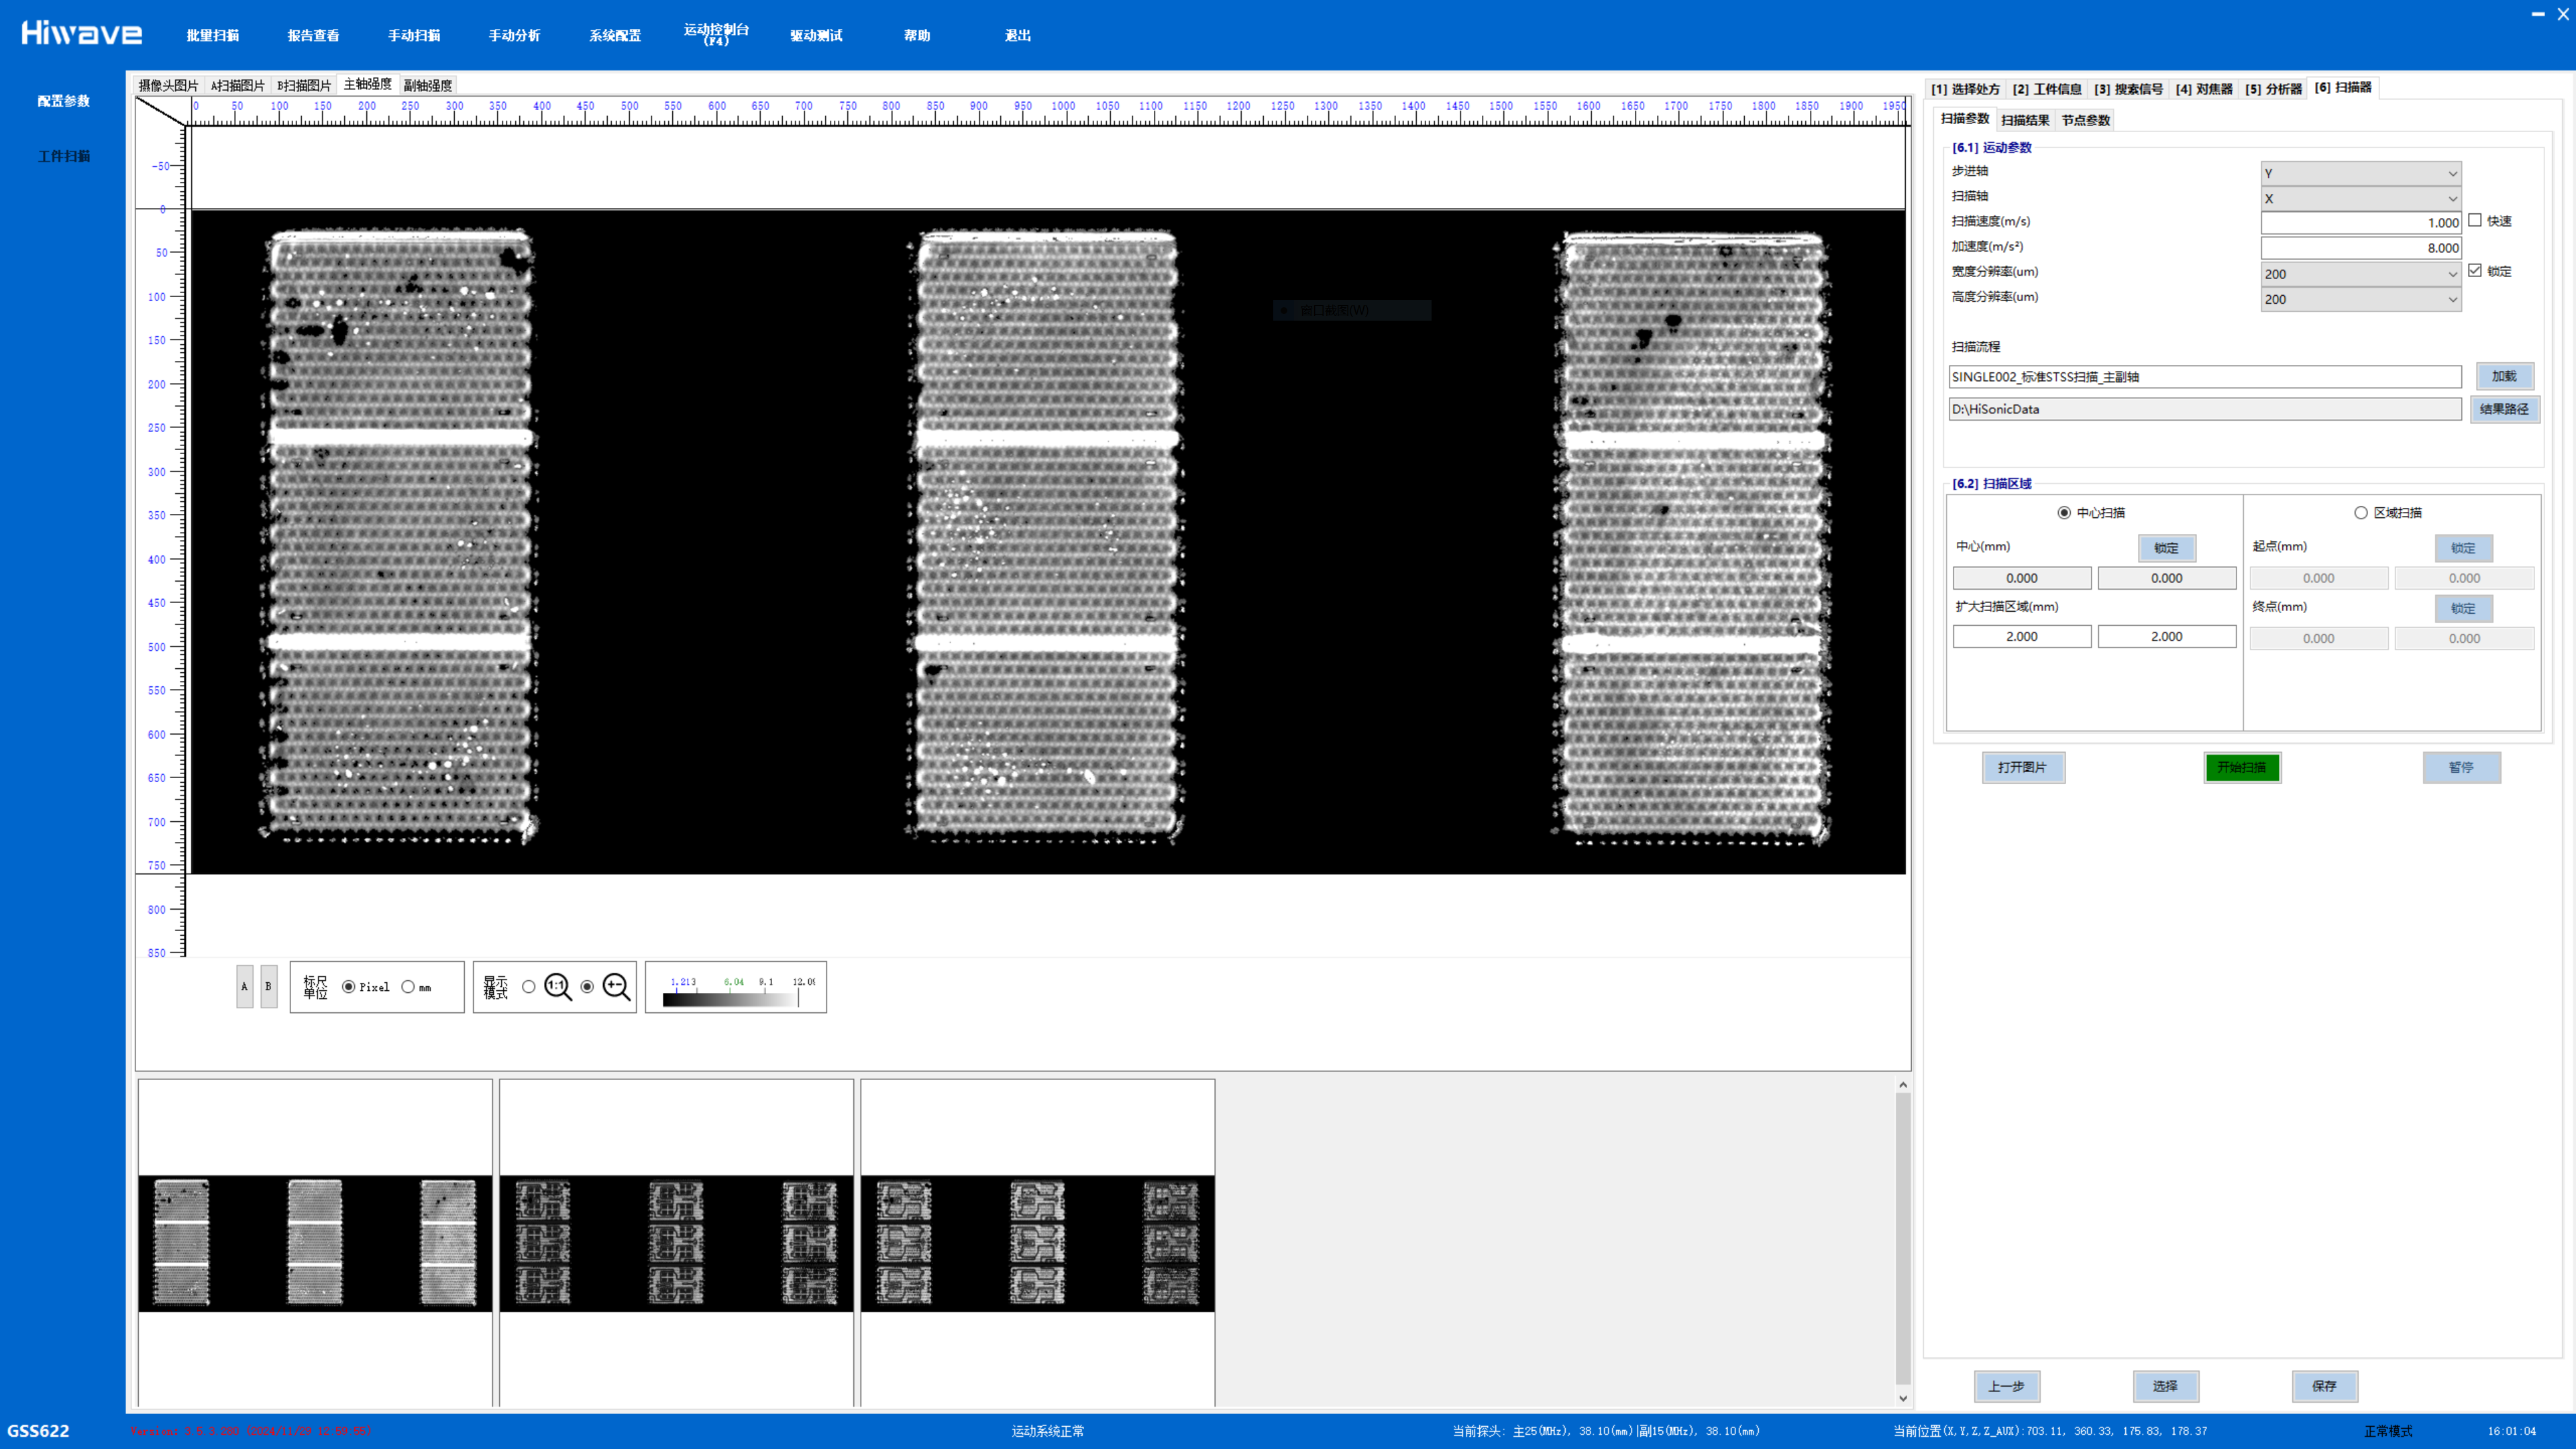 Hiwave 批量扫描 报告查看 手动扫描 手动分析 系统配置 运动控制台(F4) 驱动测试 帮助 退出
配置参数
工件扫描
摄像头图片 A扫描图片 B扫描图片 主轴强度 副轴强度
0 50 100 150 200 250 300 350 400 450 500 550 600 650 700 750 800 850 900 950 1000 1050 1100 1150 1200 1250 1300 1350 1400 1450 1500 1550 1600 1650 1700 1750 1800 1850 1900 1950
-50
0
50
100
150
200
250
300
350
400
450
500
550
600
650
700
750
800
850
窗口截图(W)
A B 标尺单位 Pixel mm 显示模式 1:1
1.213 6.04 9.1 12.09
[1] 选择处方 [2] 工件信息 [3] 搜索信号 [4] 对焦器 [5] 分析器 [6] 扫描器
扫描参数 扫描结果 节点参数
[6.1] 运动参数
步进轴 Y
扫描轴 X
扫描速度(m/s) 1.000 快速
加速度(m/s²) 8.000
宽度分辨率(um) 200 锁定
高度分辨率(um) 200
扫描流程
SINGLE002_标准STSS扫描_主副轴 加载
D:\HiSonicData 结果路径
[6.2] 扫描区域
中心扫描 区域扫描
中心(mm) 锁定 起点(mm) 锁定
0.000 0.000 0.000 0.000
扩大扫描区域(mm) 终点(mm) 锁定
2.000 2.000 0.000 0.000
打开图片 开始扫描 暂停
上一步 选择 保存
GSS622 Version: 3.5.3.200 (2024/11/29 12:59:55) 运动系统正常 当前探头: 主25(MHz), 38.10(mm)|副15(MHz), 38.10(mm) 当前位置(X,Y,Z,Z_AUX):703.11, 360.33, 175.83, 178.37 正常模式 16:01:04